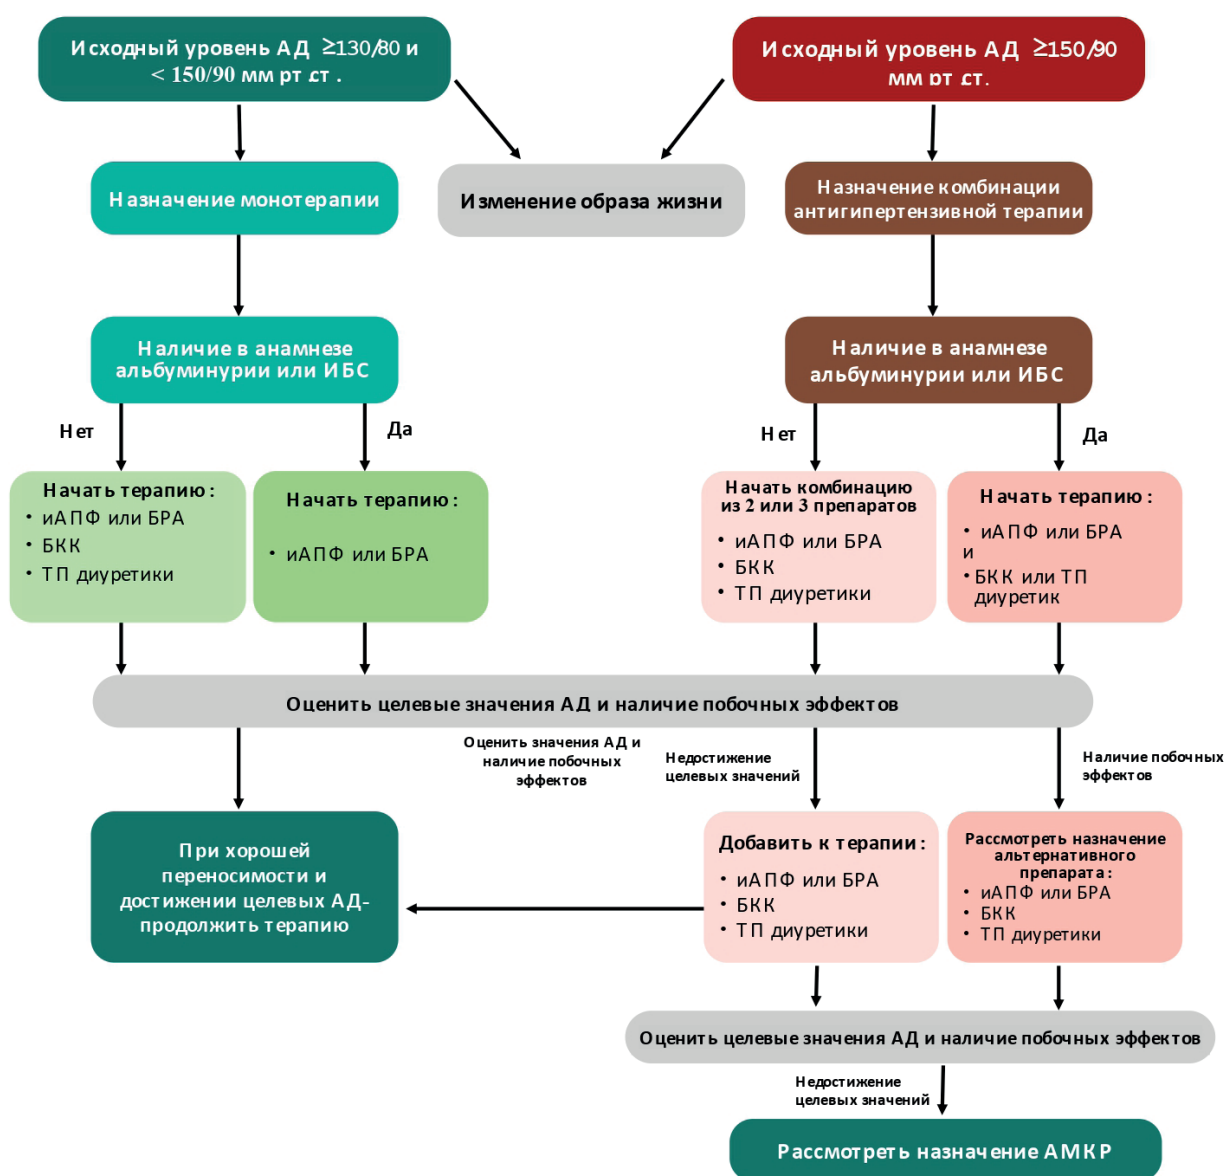 Исходный уровень АД ≥130/80 и
< 150/90 мм рт ст .
Исходный уровень АД ≥150/90
мм рт ст.
Назначение монотерапии
Изменение образа жизни
Назначение комбинации
антигипертензивной терапии
Наличие в анамнезе
альбуминурии или ИБС
Наличие в анамнезе
альбуминурии или ИБС
Нет
Да
Нет
Да
Начать терапию:
• иАПФ или БРА
• БКК
• ТП диуретики
Начать терапию:
• иАПФ или БРА
Начать комбинацию
из 2 или 3 препаратов
• иАПФ или БРА
• БКК
• ТП диуретики
Начать терапию:
• иАПФ или БРА
и
• БКК или ТП
диуретик
Оценить целевые значения АД и наличие побочных эффектов
Оценить значения АД и
наличие побочных
эффектов
Недостижение
целевых значений
Наличие побочных
эффектов
При хорошей
переносимости и
достижении целевых АД-
продолжить терапию
Добавить к терапии:
• иАПФ или БРА
• БКК
• ТП диуретики
Рассмотреть назначение
альтернативного
препарата:
• иАПФ или БРА
• БКК
• ТП диуретики
Оценить целевые значения АД и наличие побочных эффектов
Недостижение
целевых значений
Рассмотреть назначение АМКР